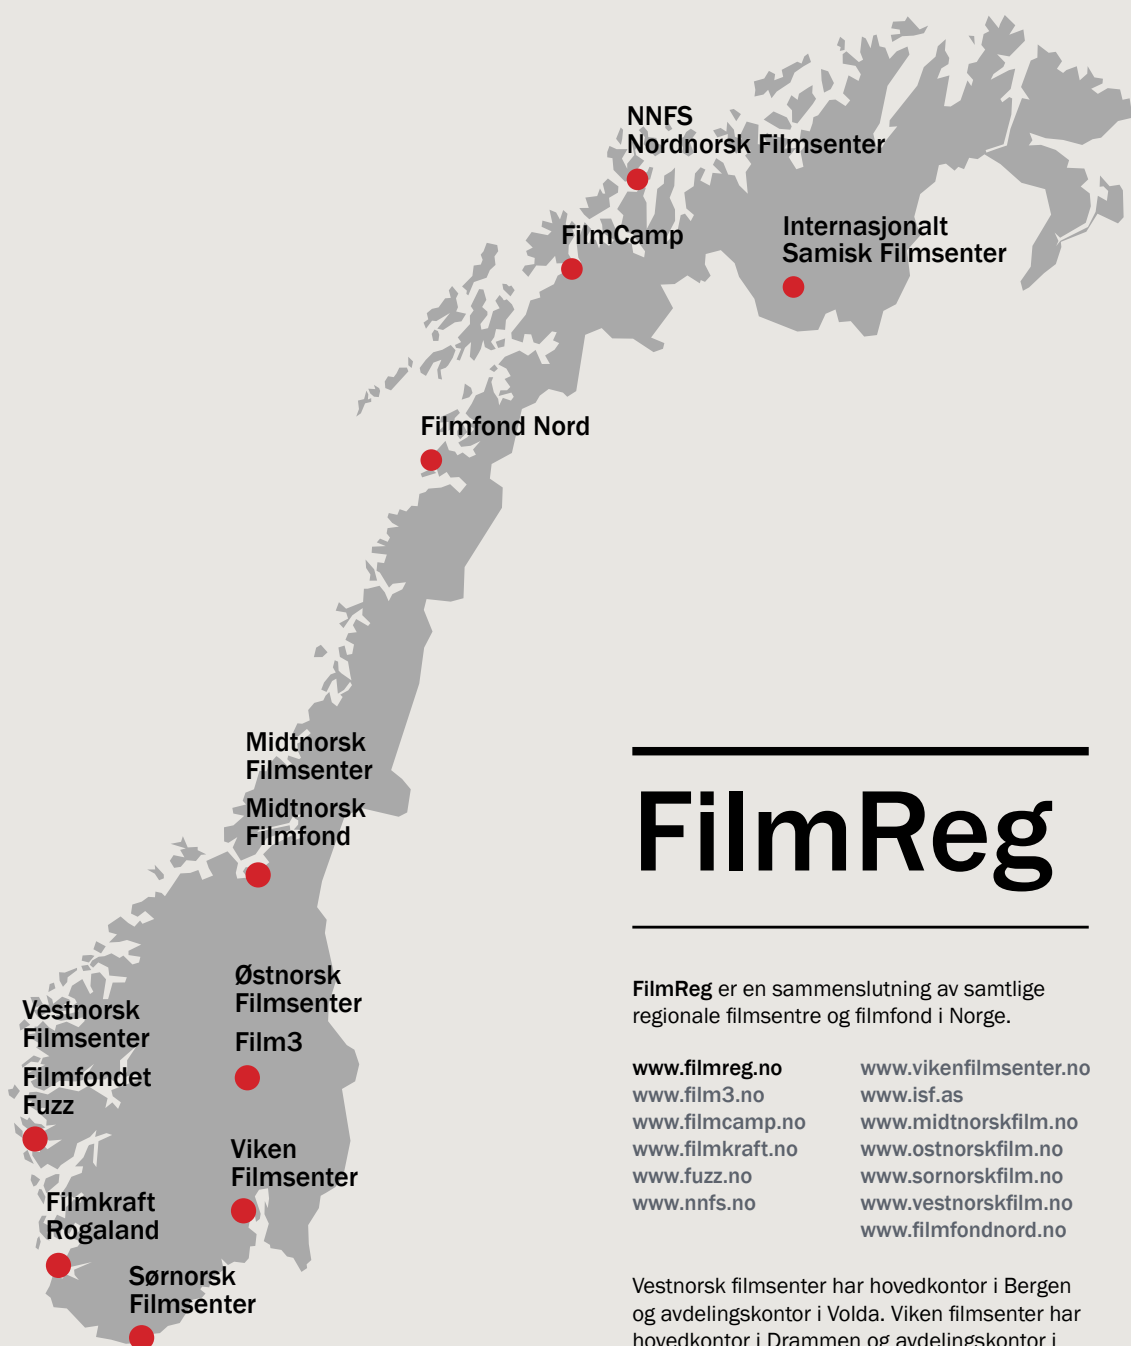 NNFS
Nordnorsk Filmsenter
Internasjonalt
Samisk Filmsenter
FilmCamp
Filmfond Nord
Midtnorsk
Filmsenter
Midtnorsk
Filmfond
Østnorsk
Filmsenter
Film3
Vestnorsk
Filmsenter
Filmfondet
Fuzz
Viken
Filmsenter
Filmkraft
Rogaland
Sørnorsk
Filmsenter
FilmReg
FilmReg er en sammenslutning av samtlige
regionale filmsentre og filmfond i Norge.
www.filmreg.no
www.film3.no
www.filmcamp.no
www.filmkraft.no
www.fuzz.no
www.nnfs.no
www.vikenfilmsenter.no
www.isf.as
www.midtnorskfilm.no
www.ostnorskfilm.no
www.sornorskfilm.no
www.vestnorskfilm.no
www.filmfondnord.no
Vestnorsk filmsenter har hovedkontor i Bergen
og avdelingskontor i Volda. Viken filmsenter har
hovedkontor i Drammen og avdelingskontor i